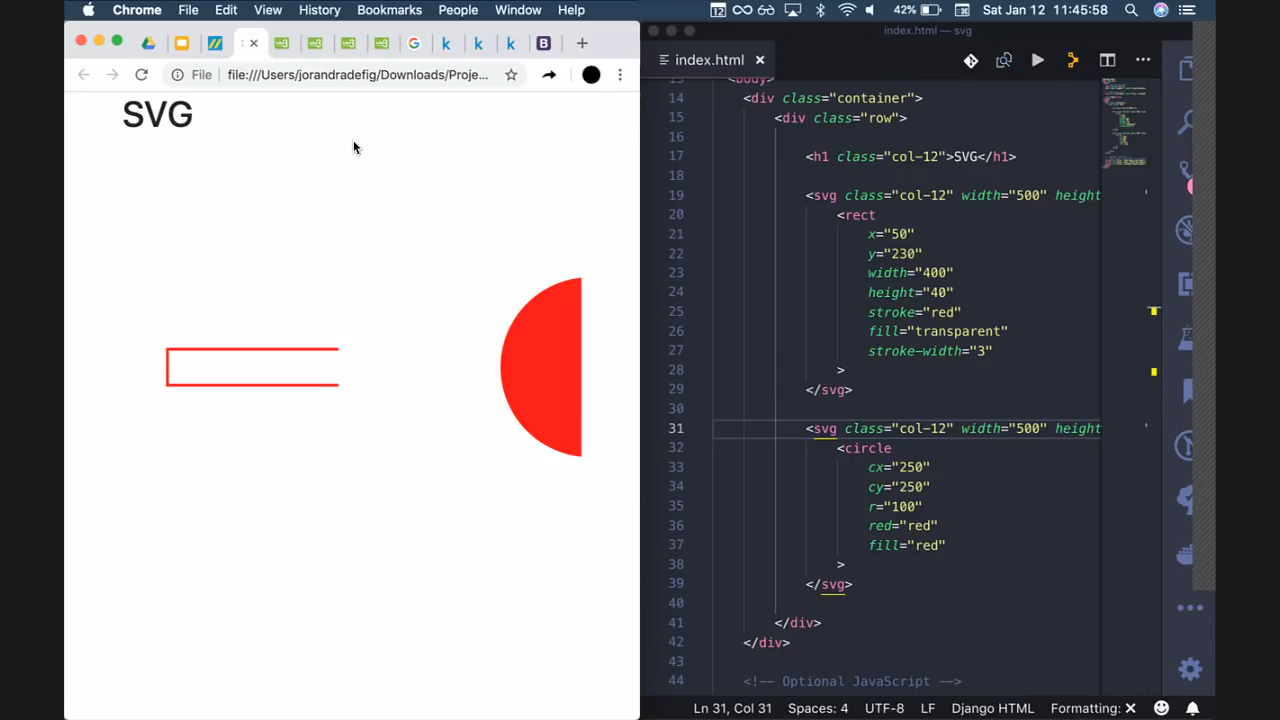 Chrome File Edit View History Bookmarks People Window Help 42% Sat Jan 12 11:45:58
index.html — svg
index.html
File file:///Users/jorandradefig/Downloads/Proje...
SVG
<body>
14 <div class="container">
15 <div class="row">
16
17 <h1 class="col-12">SVG</h1>
18
19 <svg class="col-12" width="500" height
20 <rect
21 x="50"
22 y="230"
23 width="400"
24 height="40"
25 stroke="red"
26 fill="transparent"
27 stroke-width="3"
28 >
29 </svg>
30
31 <svg class="col-12" width="500" height
32 <circle
33 cx="250"
34 cy="250"
35 r="100"
36 red="red"
37 fill="red"
38 >
39 </svg>
40
41 </div>
42 </div>
43
44 <!-- Optional JavaScript -->
Ln 31, Col 31 Spaces: 4 UTF-8 LF Django HTML Formatting: ×